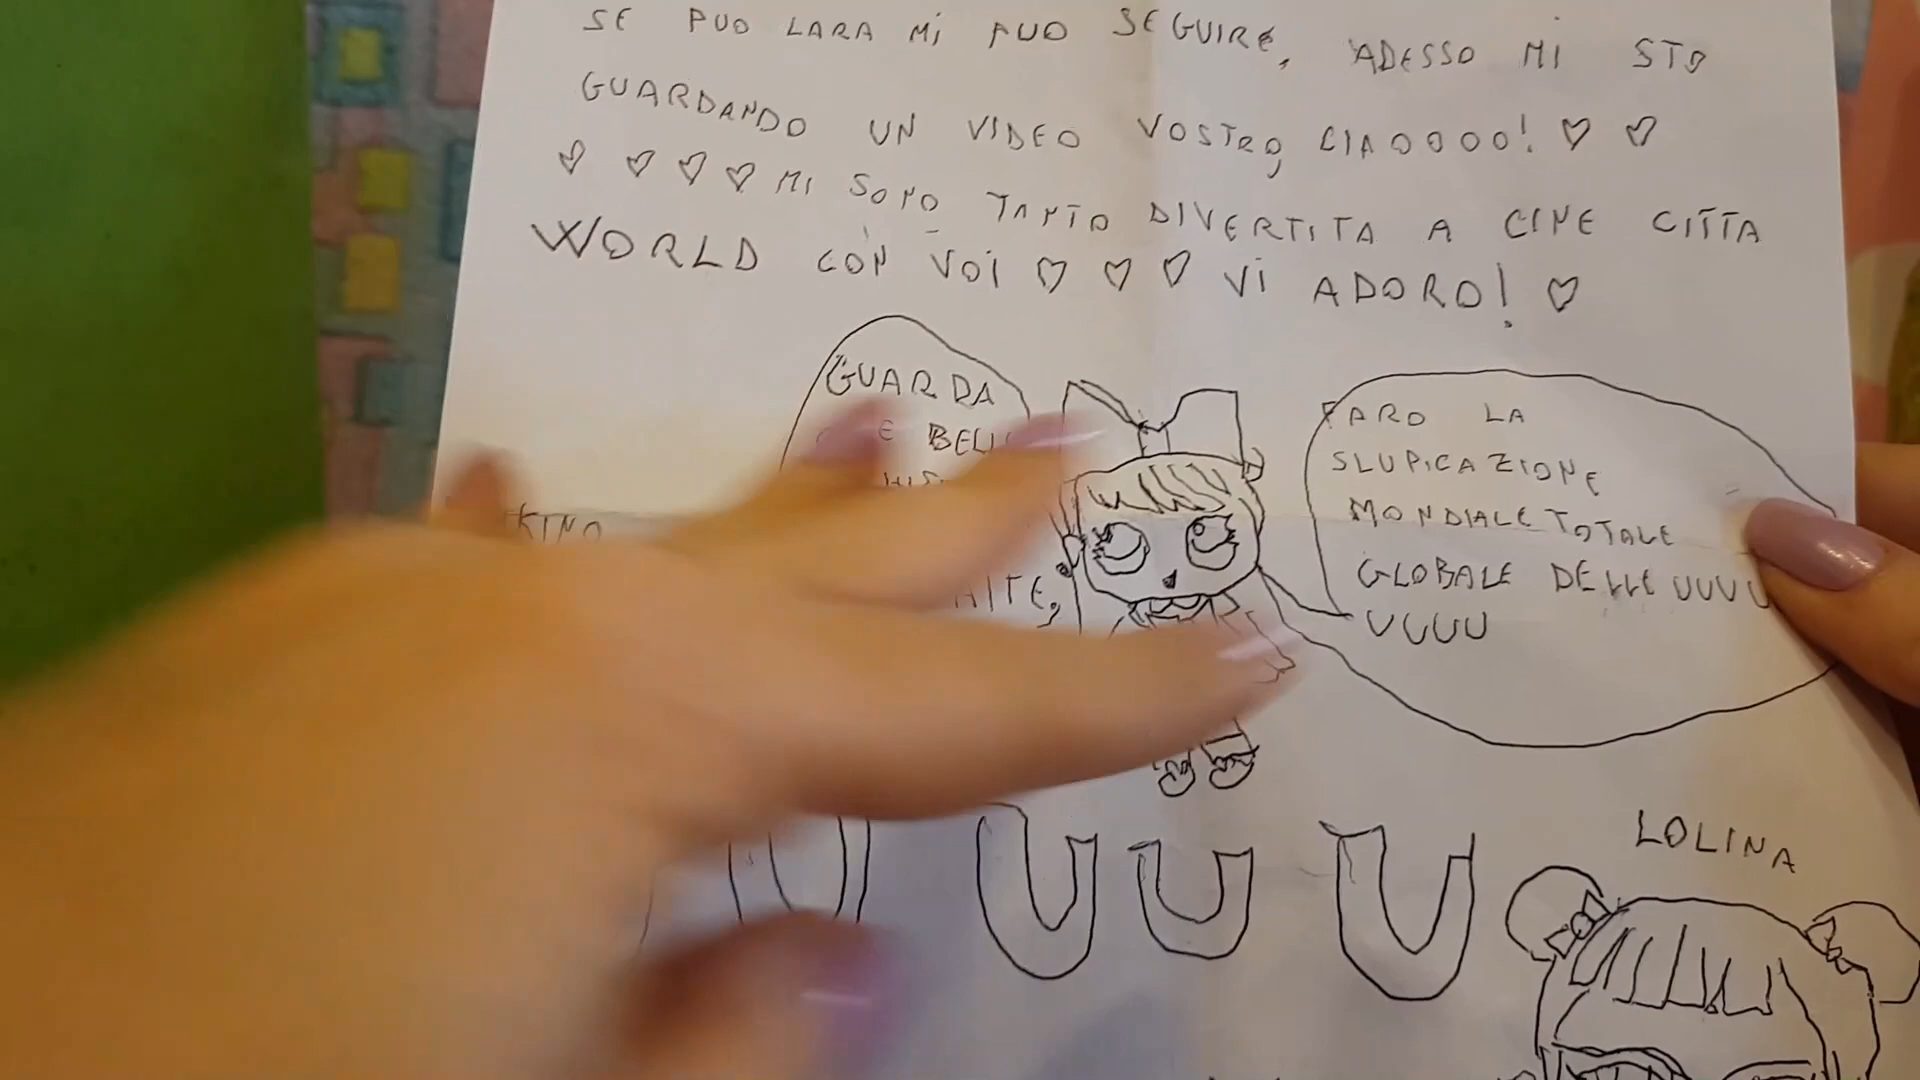 SE PUO LARA MI PUO SEGUIRE, ADESSO MI STO
GUARDANDO UN VIDEO VOSTRO, CIAOOOO! ♡ ♡
♡ ♡ ♡ ♡ MI SONO TANTO DIVERTITA A CINE CITTA
WORLD CON VOI ♡ ♡ ♡ VI ADORO! ♡
GUARDA
FARO LA
SLUPICAZIONE
MONDIALE TOTALE
GLOBALE DELLE UUUU
UUUU
U U U
LOLINA